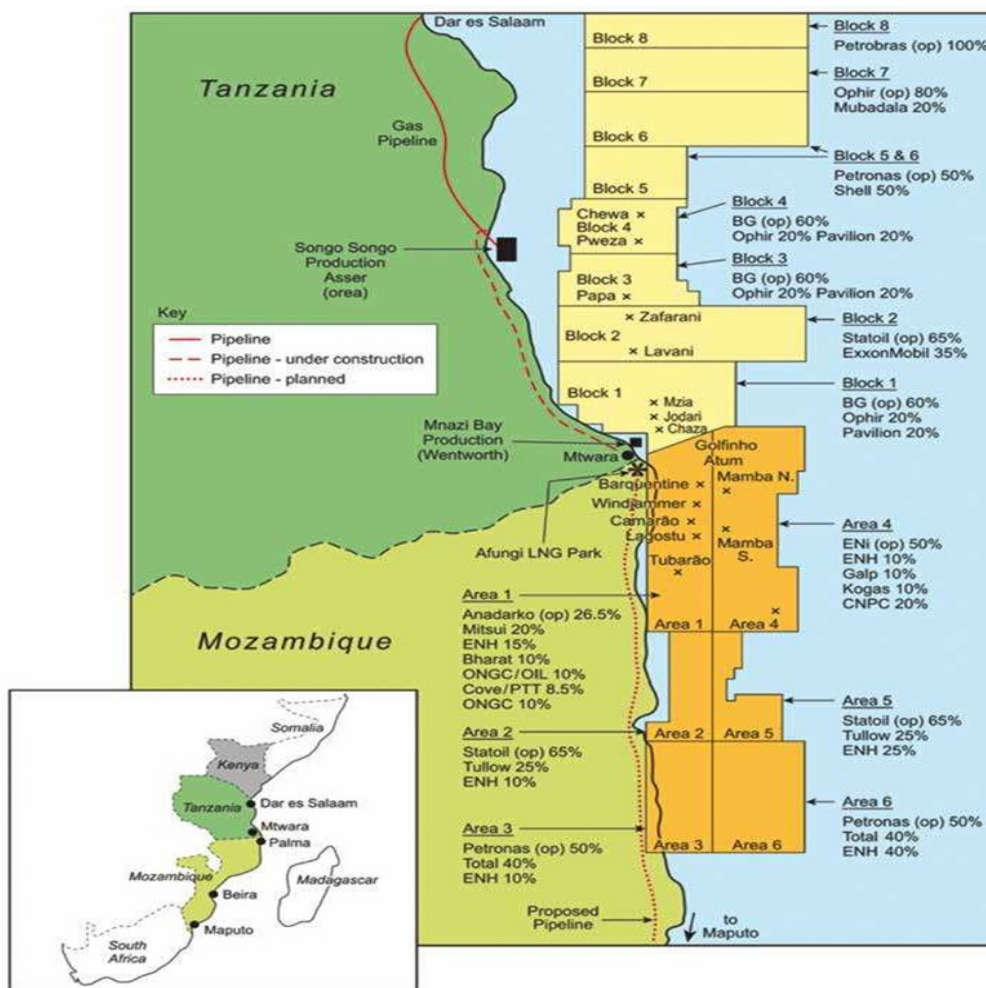 Dar es Salaam
Tanzania
Gas
Pipeline
Songo Songo
Production
Asser
(orea)
Key
Pipeline
Pipeline - under construction
Pipeline - planned
Mnazi Bay
Production
(Wentworth)
Mtwara
Afungi LNG Park
Mozambique
Block 8
Block 7
Block 6
Block 5
Chewa
Block 4
Pweza
Block 3
Papa
Zafarani
Block 2
Lavani
Block 1
Mzia
Jodari
Chaza
Golfinho
Atum
Mamba N.
Barquentine
Windjammer
Camarão
Lagostu
Mamba
S.
Tubarão
Area 1
Area 4
Area 2
Area 5
Area 3
Area 6
Block 8
Petrobras (op) 100%
Block 7
Ophir (op) 80%
Mubadala 20%
Block 5 & 6
Petronas (op) 50%
Shell 50%
Block 4
BG (op) 60%
Ophir 20% Pavilion 20%
Block 3
BG (op) 60%
Ophir 20% Pavilion 20%
Block 2
Statoil (op) 65%
ExxonMobil 35%
Block 1
BG (op) 60%
Ophir 20%
Pavilion 20%
Area 4
ENi (op) 50%
ENH 10%
Galp 10%
Kogas 10%
CNPC 20%
Area 1
Anadarko (op) 26.5%
Mitsui 20%
ENH 15%
Bharat 10%
ONGC/OIL 10%
Cove/PTT 8.5%
ONGC 10%
Area 2
Statoil (op) 65%
Tullow 25%
ENH 10%
Area 3
Petronas (op) 50%
Total 40%
ENH 10%
Area 5
Statoil (op) 65%
Tullow 25%
ENH 25%
Area 6
Petronas (op) 50%
Total 40%
ENH 40%
Proposed
Pipeline
to
Maputo
Somalia
Kenya
Tanzania
Dar es Salaam
Mtwara
Palma
Mozambique
Madagascar
Beira
Maputo
South
Africa